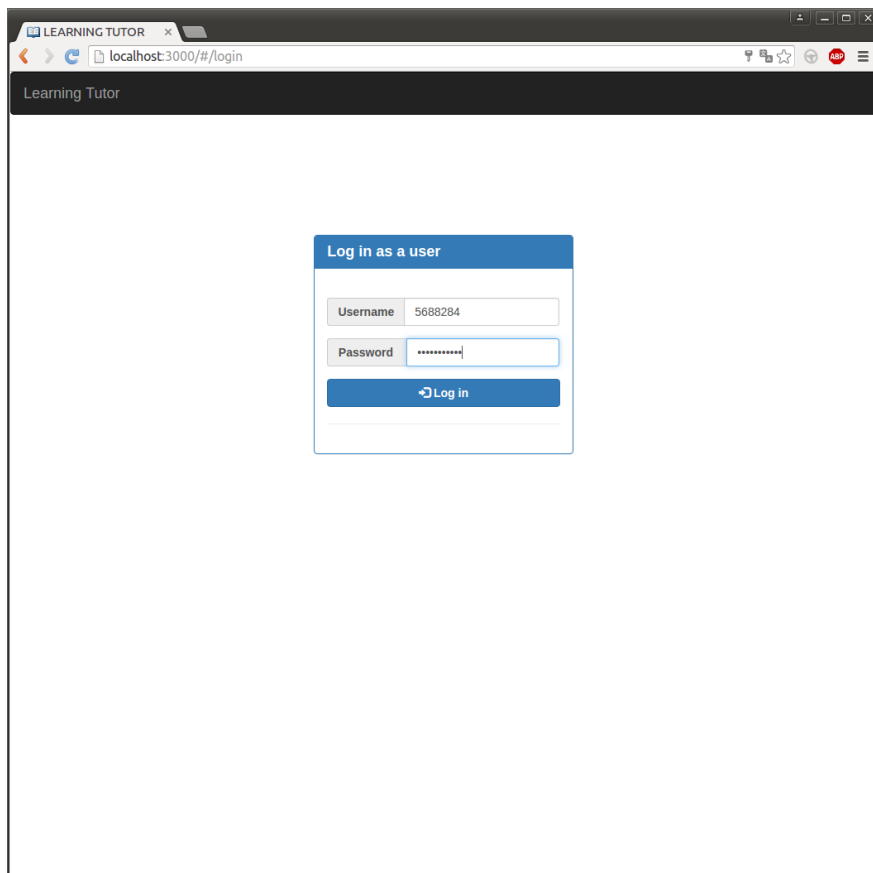 LEARNING TUTOR
localhost:3000/#/login
ABP
Learning Tutor
Log in as a user
Username 5688284
Password •••••••••••
Log in